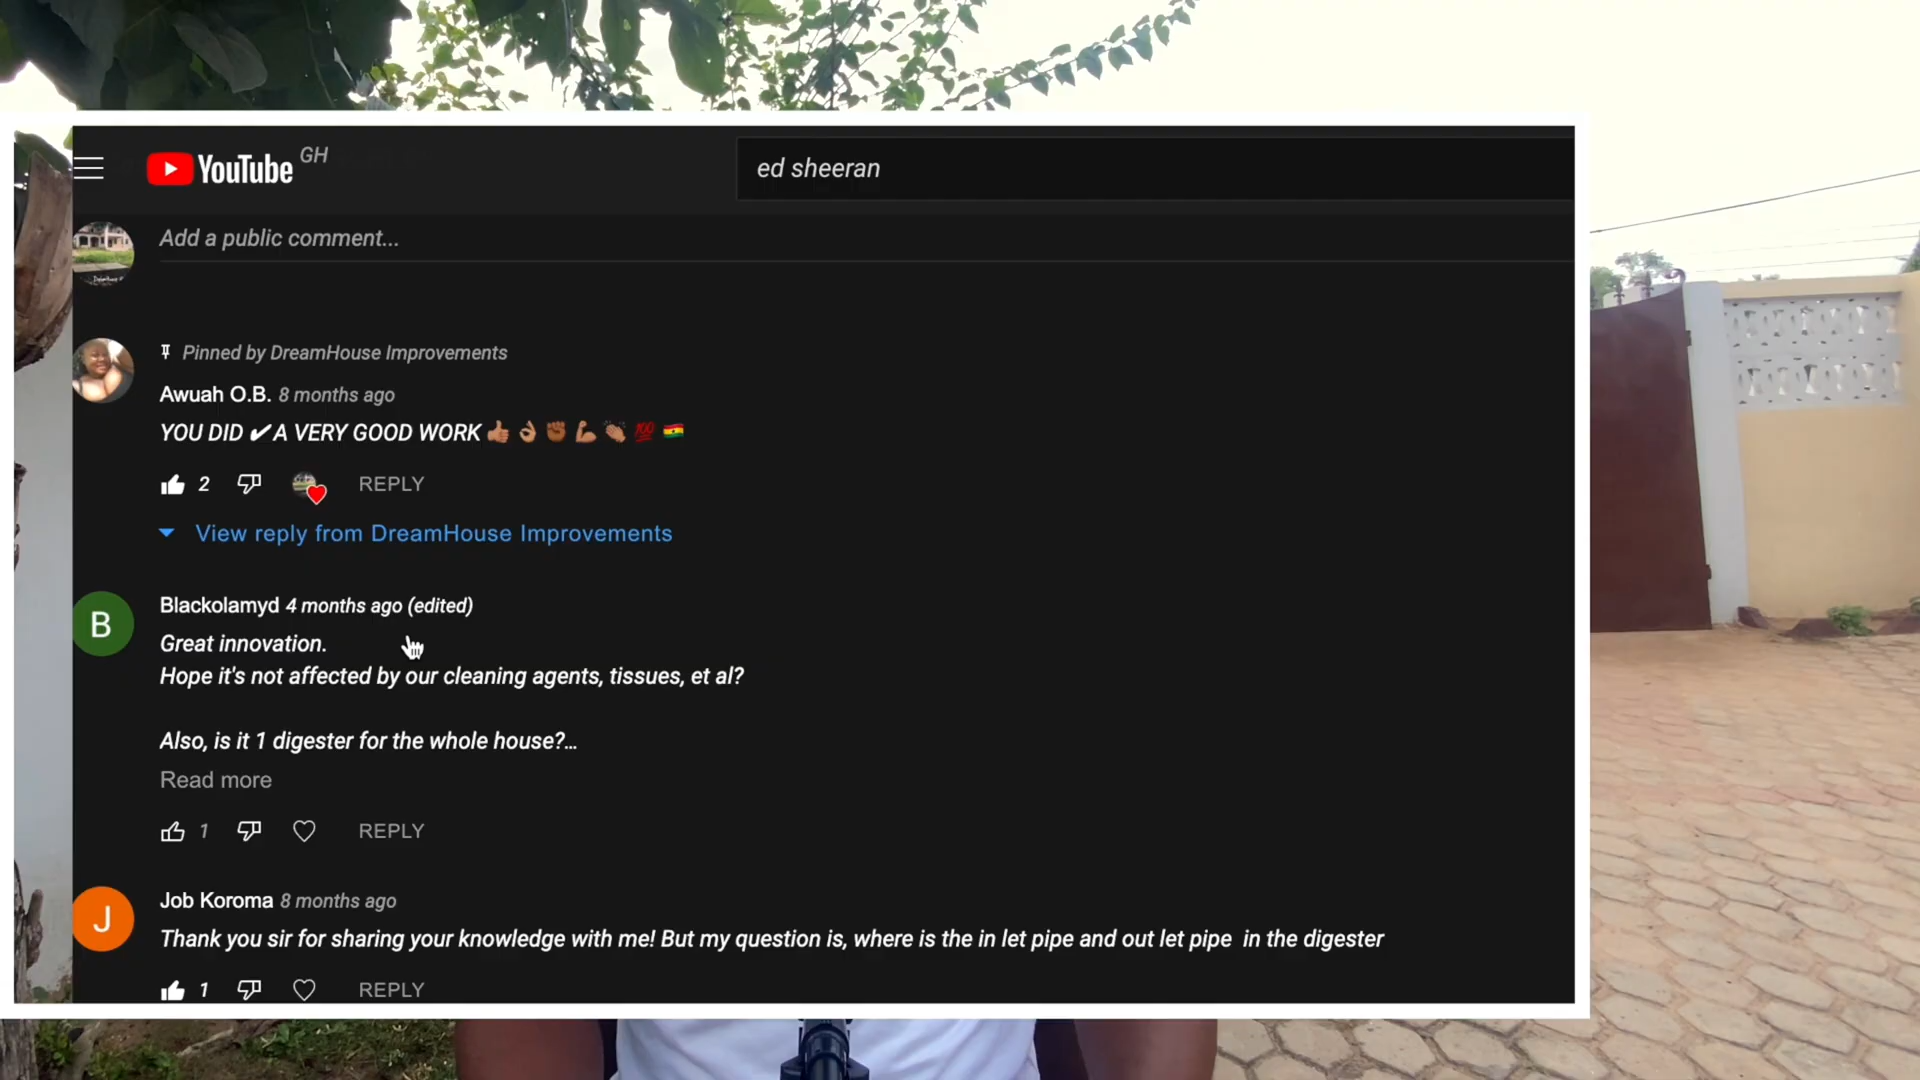 YouTube GH
ed sheeran
Add a public comment...
Pinned by DreamHouse Improvements
Awuah O.B. 8 months ago
YOU DID ✔ A VERY GOOD WORK 👍🏾👌🏾✊🏾💪🏾👏🏾💯🇬🇭
2 REPLY
View reply from DreamHouse Improvements
B
Blackolamyd 4 months ago (edited)
Great innovation.
Hope it's not affected by our cleaning agents, tissues, et al?
Also, is it 1 digester for the whole house?...
Read more
1 REPLY
J
Job Koroma 8 months ago
Thank you sir for sharing your knowledge with me! But my question is, where is the in let pipe and out let pipe in the digester
1 REPLY